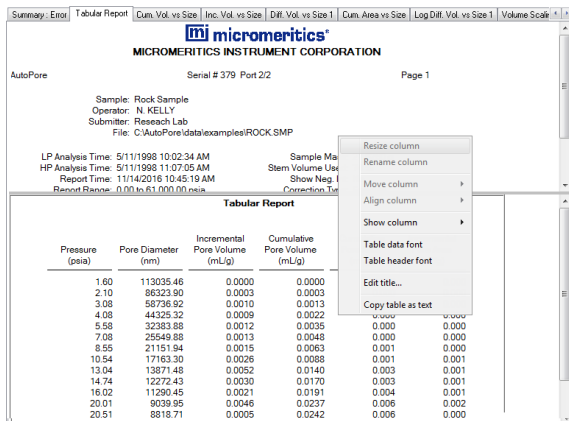 Summary : Error Tabular Report Cum. Vol. vs Size Inc. Vol. vs Size Diff. Vol. vs Size 1 Cum. Area vs Size Log Diff. Vol. vs Size 1 Volume
mi micromeritics®
MICROMERITICS INSTRUMENT CORPORATION
AutoPore Serial # 379 Port 2/2 Page 1
Sample: Rock Sample
Operator: N. KELLY
Submitter: Reseach Lab
File: C:\AutoPore\data\examples\ROCK.SMP
LP Analysis Time: 5/11/1998 10:02:34 AM Sample
HP Analysis Time: 5/11/1998 11:07:05 AM Stem Volume
Report Time: 11/14/2016 10:45:19 AM Show Neg.
Report Range: 0.00 to 61,000.00 psia Correction
Resize column
Rename column
Move column
Align column
Show column
Table data font
Table header font
Edit title...
Copy table as text
Tabular Report
Pressure (psia) Pore Diameter (nm) Incremental Pore Volume (mL/g) Cumulative Pore Volume (mL/g)
1.60 113035.46 0.0000 0.0000
2.10 86323.90 0.0003 0.0003
3.08 58736.92 0.0010 0.0013
4.08 44325.32 0.0009 0.0022 0.000 0.000
5.58 32383.88 0.0012 0.0035 0.000 0.000
7.08 25549.88 0.0013 0.0048 0.000 0.000
8.55 21151.94 0.0015 0.0063 0.001 0.000
10.54 17163.30 0.0026 0.0088 0.001 0.001
13.04 13871.48 0.0052 0.0140 0.003 0.001
14.74 12272.43 0.0030 0.0170 0.003 0.001
16.02 11290.45 0.0021 0.0191 0.004 0.001
20.01 9039.95 0.0046 0.0237 0.006 0.002
20.51 8818.71 0.0005 0.0242 0.006 0.000